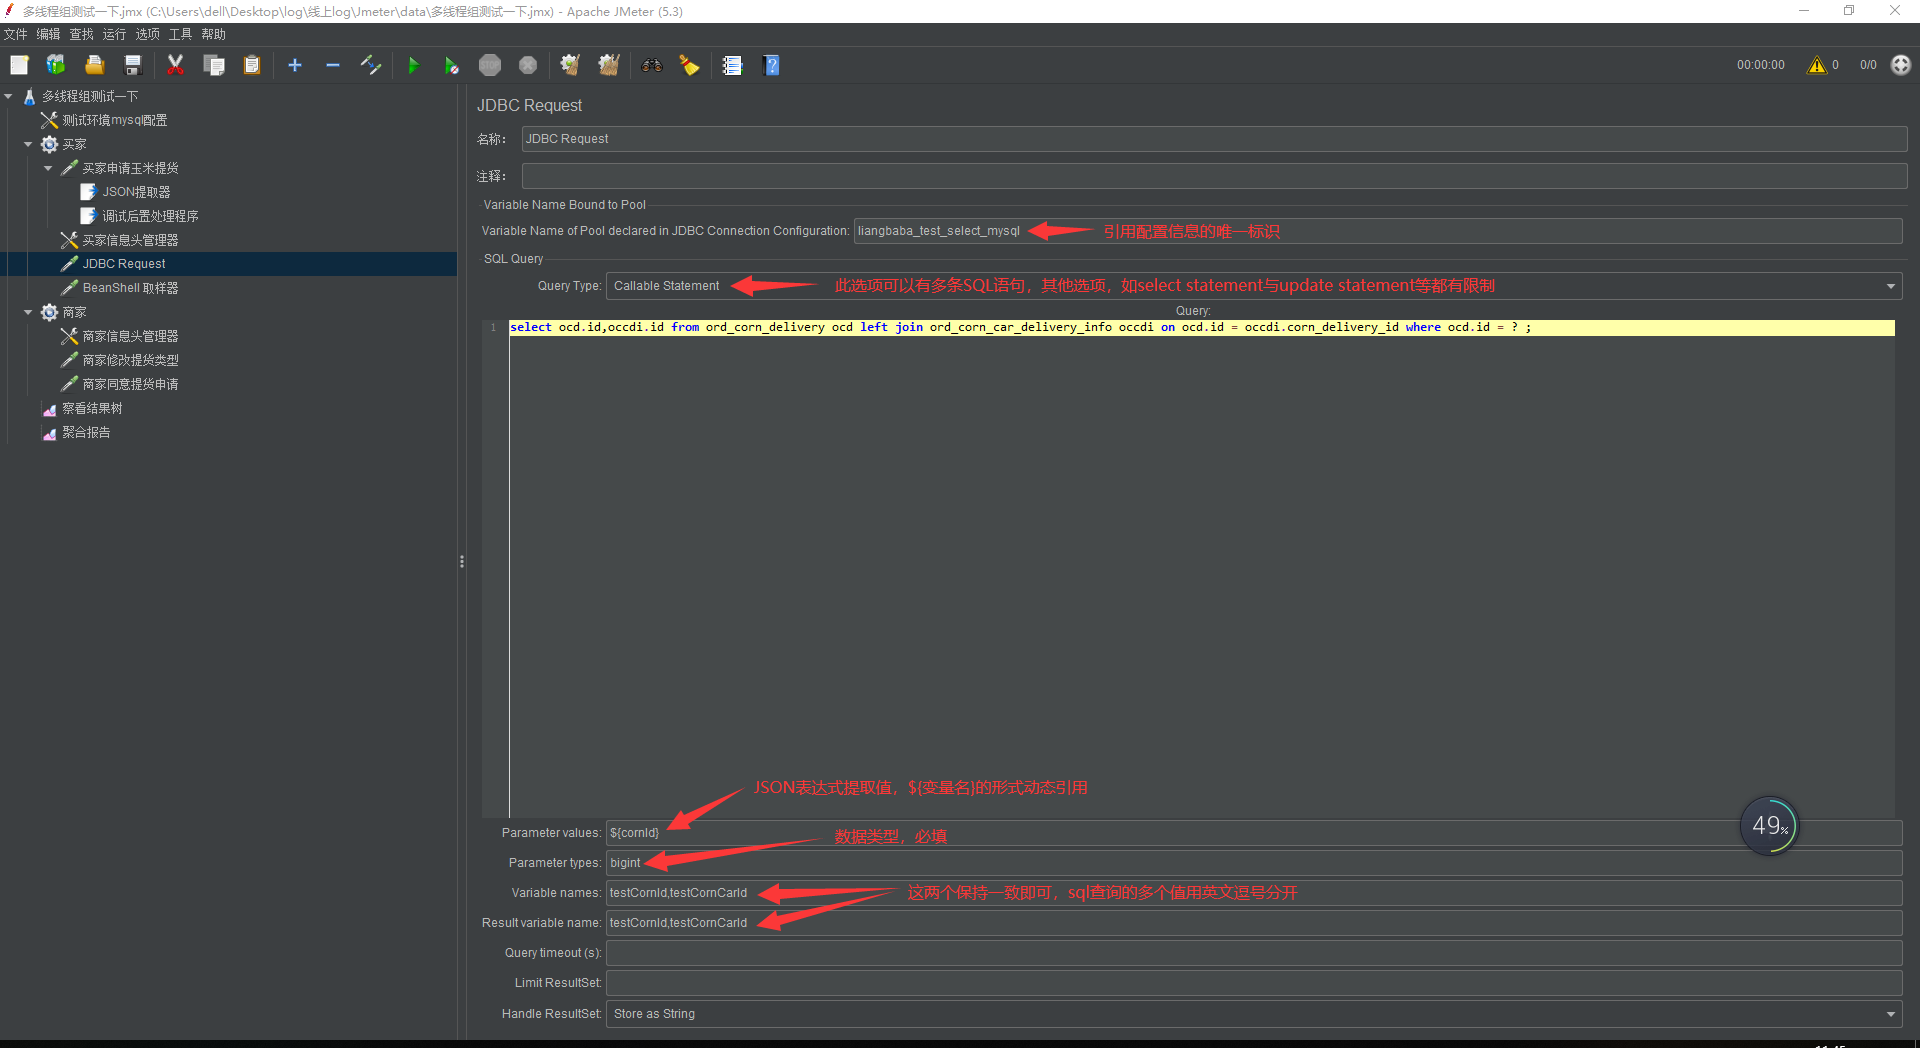 多线程组测试一下.jmx (C:\Users\dell\Desktop\log\线上log\Jmeter\data\多线程组测试一下.jmx) - Apache JMeter (5.3)
文件 编辑 查找 运行 选项 工具 帮助
00:00:00 0 0/0
多线程组测试一下
测试环境mysql配置
买家
买家申请玉米提货
JSON提取器
调试后置处理程序
买家信息头管理器
JDBC Request
BeanShell 取样器
商家
商家信息头管理器
商家修改提货类型
商家同意提货申请
察看结果树
聚合报告
JDBC Request
名称: JDBC Request
注释:
Variable Name Bound to Pool
Variable Name of Pool declared in JDBC Connection Configuration: liangbaba_test_select_mysql 引用配置信息的唯一标识
SQL Query
Query Type: Callable Statement 此选项可以有多条SQL语句，其他选项，如select statement与update statement等都有限制
Query:
1 select ocd.id,occdi.id from ord_corn_delivery ocd left join ord_corn_car_delivery_info occdi on ocd.id = occdi.corn_delivery_id where ocd.id = ? ;
JSON表达式提取值，${变量名}的形式动态引用
Parameter values: ${cornId}
49%
数据类型，必填
Parameter types: bigint
Variable names: testCornId,testCornCarId 这两个保持一致即可，sql查询的多个值用英文逗号分开
Result variable name: testCornId,testCornCarId
Query timeout (s):
Limit ResultSet:
Handle ResultSet: Store as String